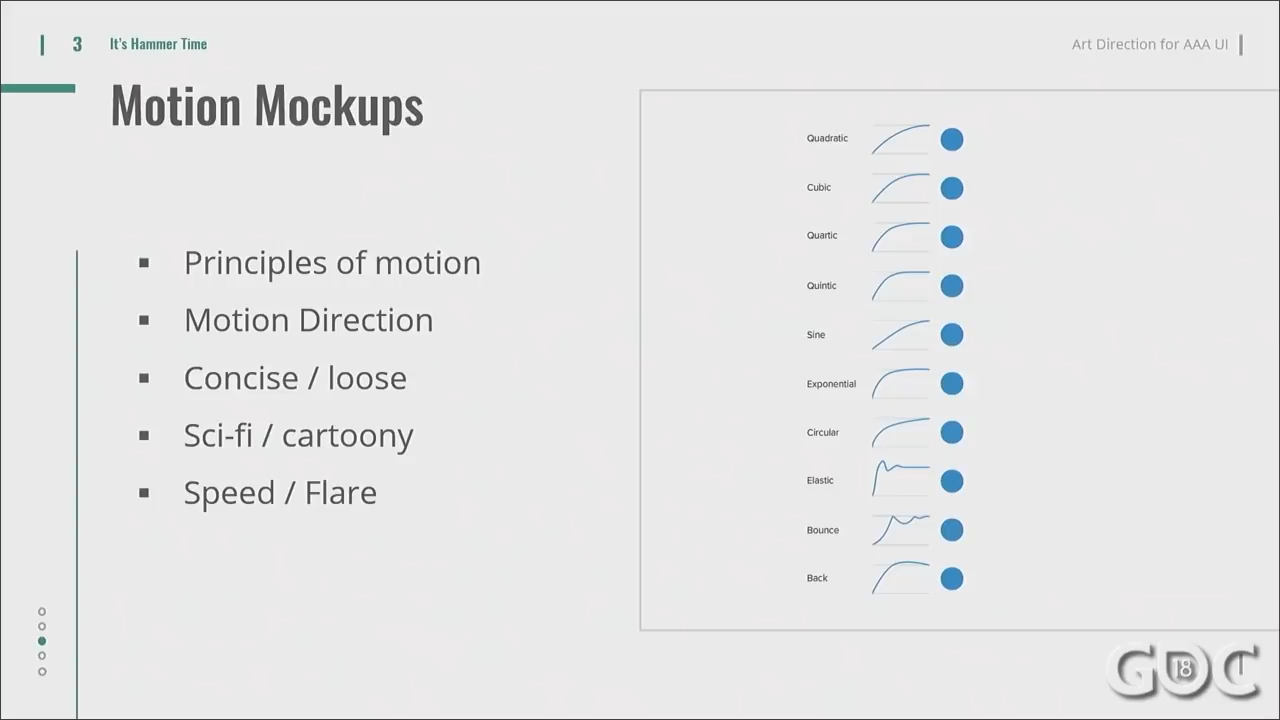 3 It's Hammer Time
Art Direction for AAA UI
Motion Mockups
▪ Principles of motion
▪ Motion Direction
▪ Concise / loose
▪ Sci-fi / cartoony
▪ Speed / Flare
Quadratic
Cubic
Quartic
Quintic
Sine
Exponential
Circular
Elastic
Bounce
Back
GDC
18